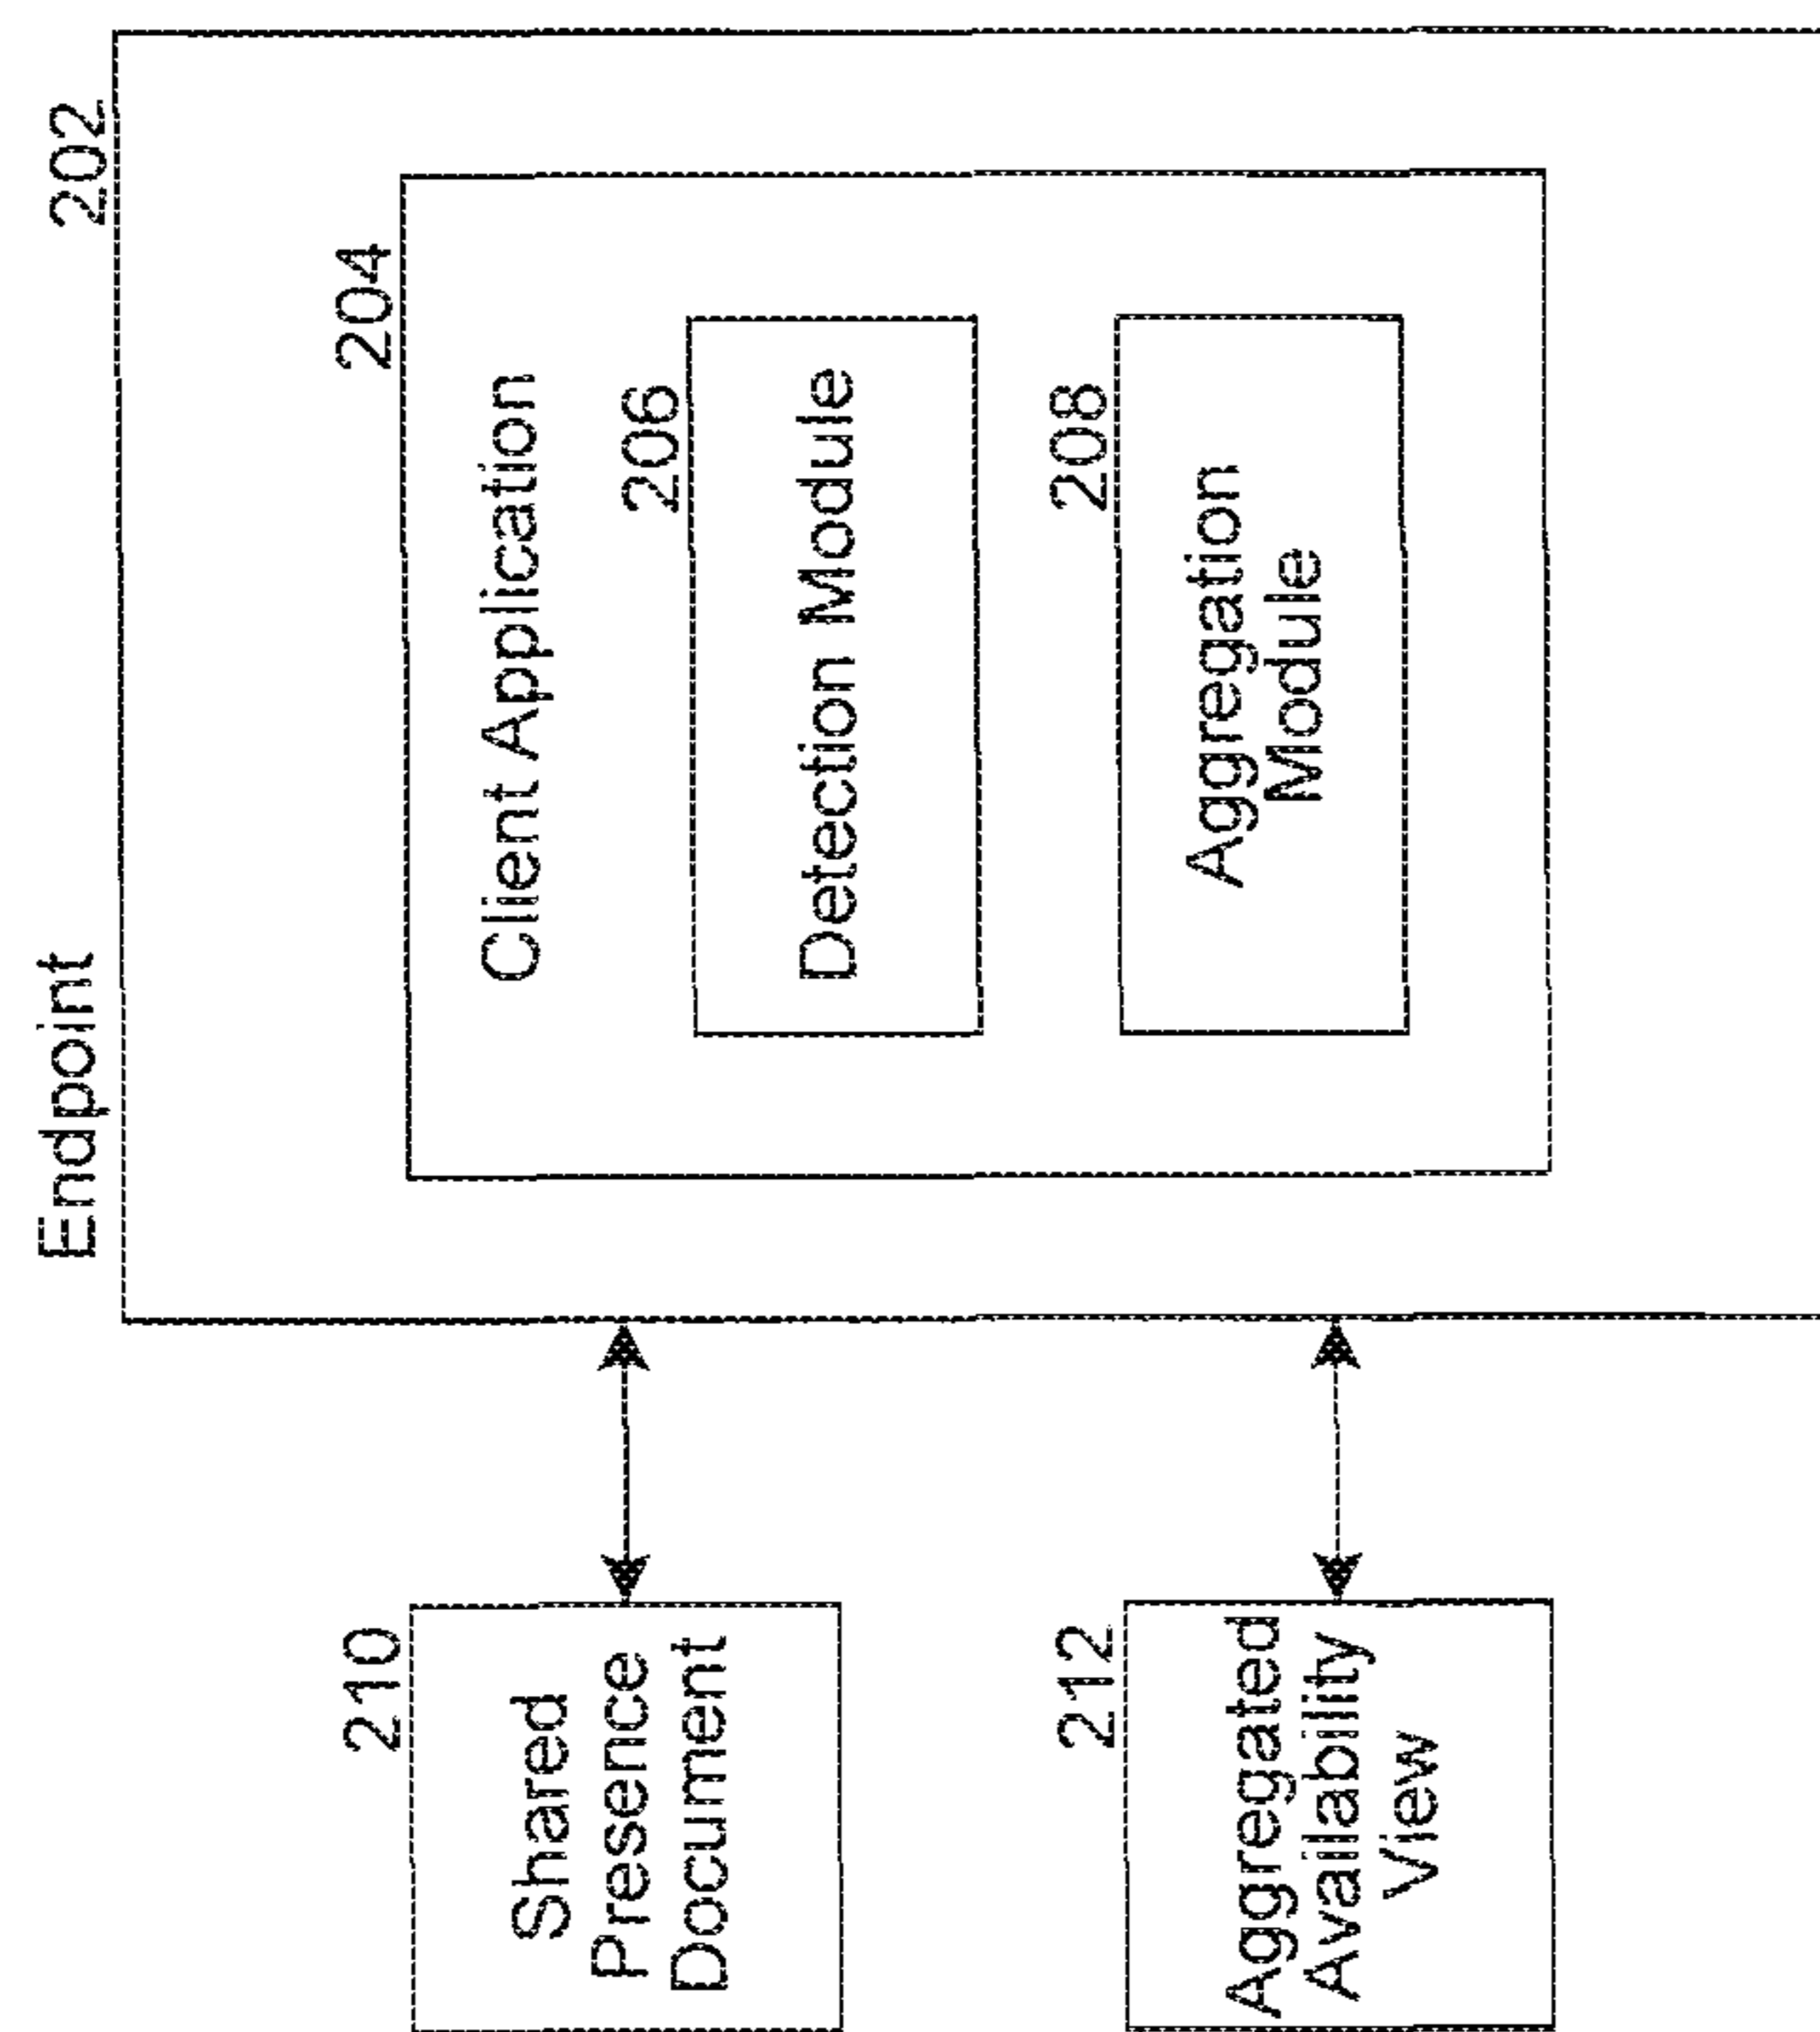 Endpoint
202
204
Client Application
206
Detection Module
208
Aggregation
Module
210
Shared
Presence
Document
212
Aggregated
Availability
View